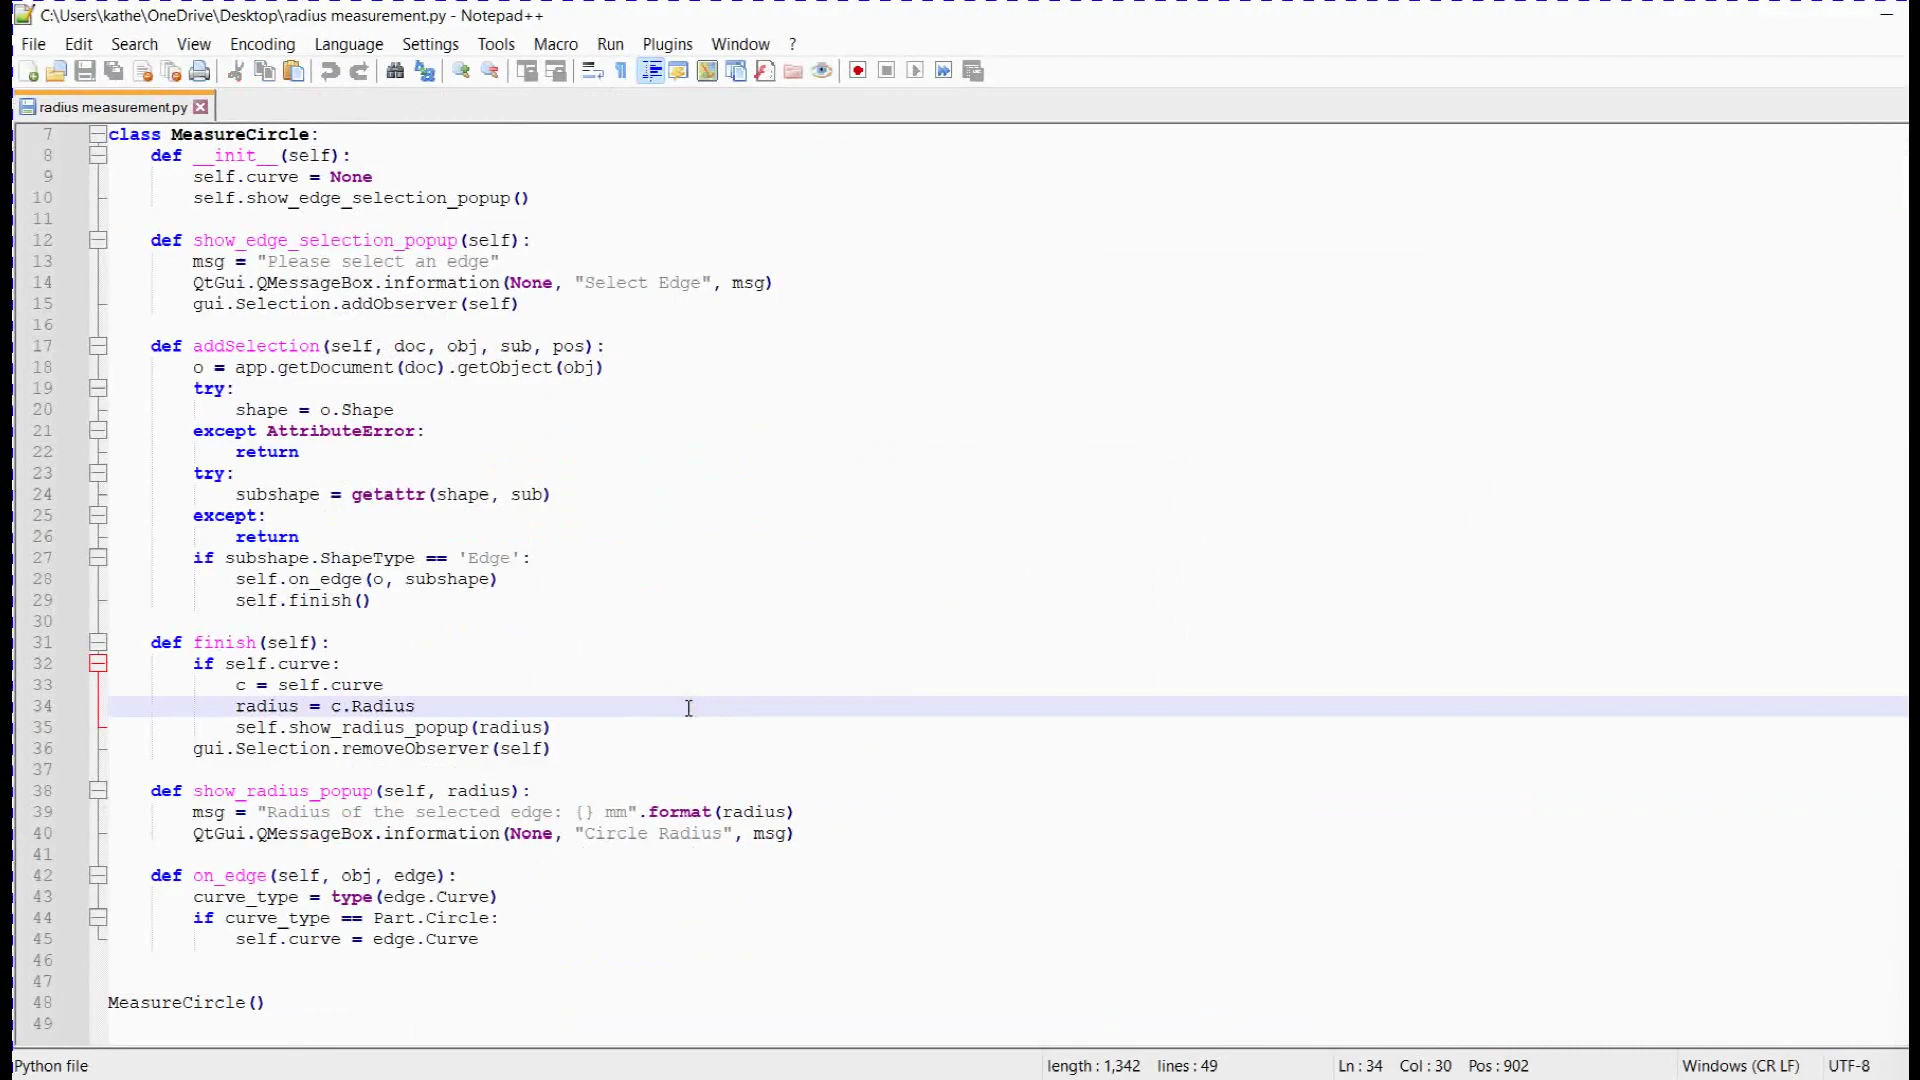 C:\Users\kathe\OneDrive\Desktop\radius measurement.py - Notepad++
File Edit Search View Encoding Language Settings Tools Macro Run Plugins Window ?
radius measurement.py
7 class MeasureCircle:
8     def __init__(self):
9         self.curve = None
10         self.show_edge_selection_popup()
11
12     def show_edge_selection_popup(self):
13         msg = "Please select an edge"
14         QtGui.QMessageBox.information(None, "Select Edge", msg)
15         gui.Selection.addObserver(self)
16
17     def addSelection(self, doc, obj, sub, pos):
18         o = app.getDocument(doc).getObject(obj)
19         try:
20             shape = o.Shape
21         except AttributeError:
22             return
23         try:
24             subshape = getattr(shape, sub)
25         except:
26             return
27         if subshape.ShapeType == 'Edge':
28             self.on_edge(o, subshape)
29             self.finish()
30
31     def finish(self):
32         if self.curve:
33             c = self.curve
34             radius = c.Radius
35             self.show_radius_popup(radius)
36         gui.Selection.removeObserver(self)
37
38     def show_radius_popup(self, radius):
39         msg = "Radius of the selected edge: {} mm".format(radius)
40         QtGui.QMessageBox.information(None, "Circle Radius", msg)
41
42     def on_edge(self, obj, edge):
43         curve_type = type(edge.Curve)
44         if curve_type == Part.Circle:
45             self.curve = edge.Curve
46
47
48 MeasureCircle()
49
Python file length : 1,342 lines : 49 Ln : 34 Col : 30 Pos : 902 Windows (CR LF) UTF-8